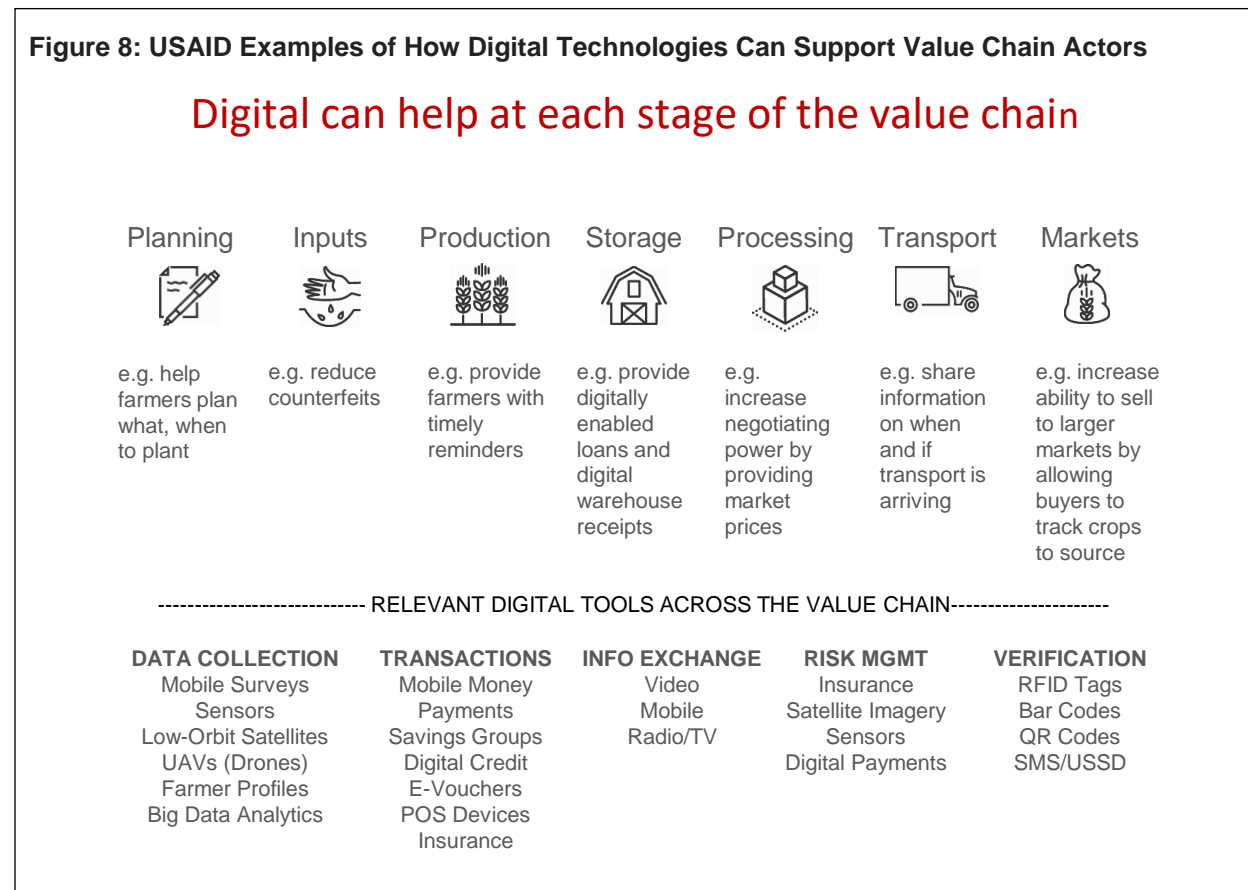 Figure 8: USAID Examples of How Digital Technologies Can Support Value Chain Actors
Digital can help at each stage of the value chain
Planning
e.g. help
farmers plan
what, when
to plant
Inputs
e.g. reduce
counterfeits
Production
e.g. provide
farmers with
timely
reminders
Storage
e.g. provide
digitally
enabled
loans and
digital
warehouse
receipts
Processing
e.g.
increase
negotiating
power by
providing
market
prices
Transport
e.g. share
information
on when
and if
transport is
arriving
Markets
e.g. increase
ability to sell
to larger
markets by
allowing
buyers to
track crops
to source
---------------------------- RELEVANT DIGITAL TOOLS ACROSS THE VALUE CHAIN----------------------
DATA COLLECTION
Mobile Surveys
Sensors
Low-Orbit Satellites
UAVs (Drones)
Farmer Profiles
Big Data Analytics
TRANSACTIONS
Mobile Money
Payments
Savings Groups
Digital Credit
E-Vouchers
POS Devices
Insurance
INFO EXCHANGE
Video
Mobile
Radio/TV
RISK MGMT
Insurance
Satellite Imagery
Sensors
Digital Payments
VERIFICATION
RFID Tags
Bar Codes
QR Codes
SMS/USSD